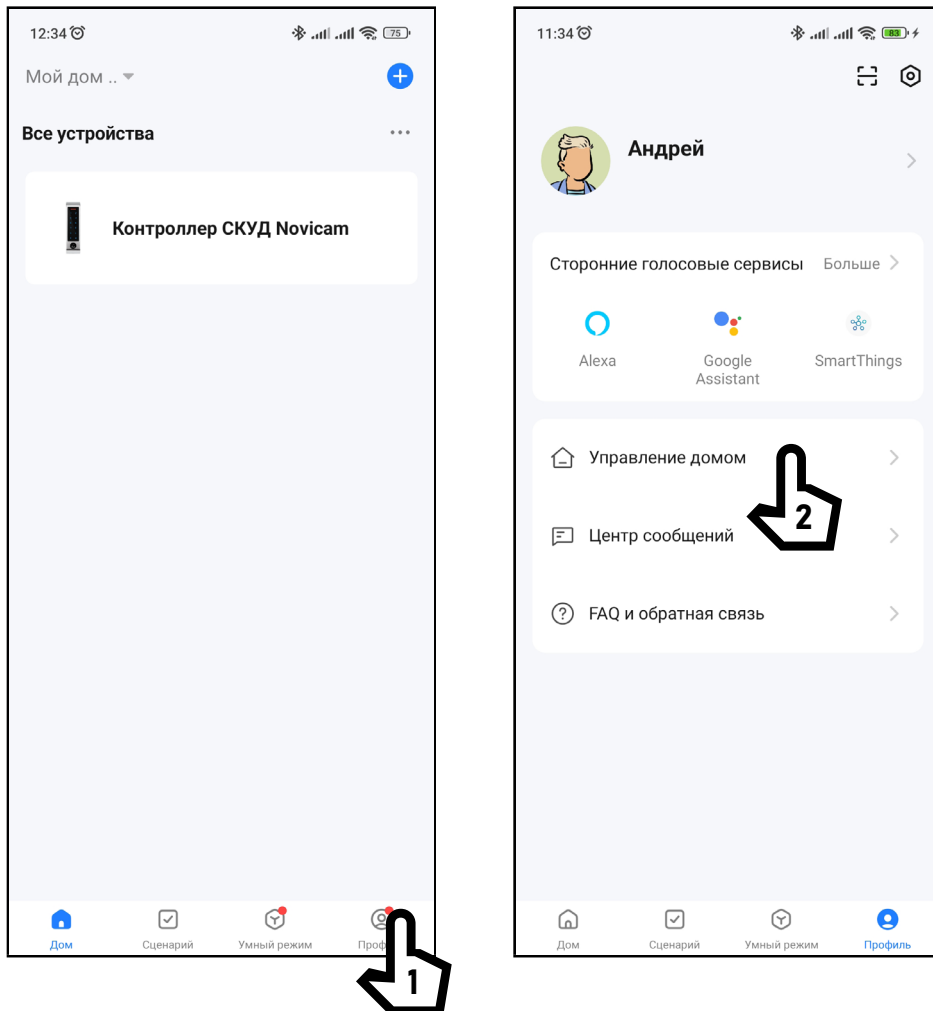 12:34
75
Мой дом ..
Все устройства
Контроллер СКУД Novicam
Дом
Сценарий
Умный режим
1
11:34
83
Андрей
Сторонние голосовые сервисы Больше
Alexa
Google
Assistant
SmartThings
Управление домом
2
Центр сообщений
FAQ и обратная связь
Дом
Сценарий
Умный режим
Профиль